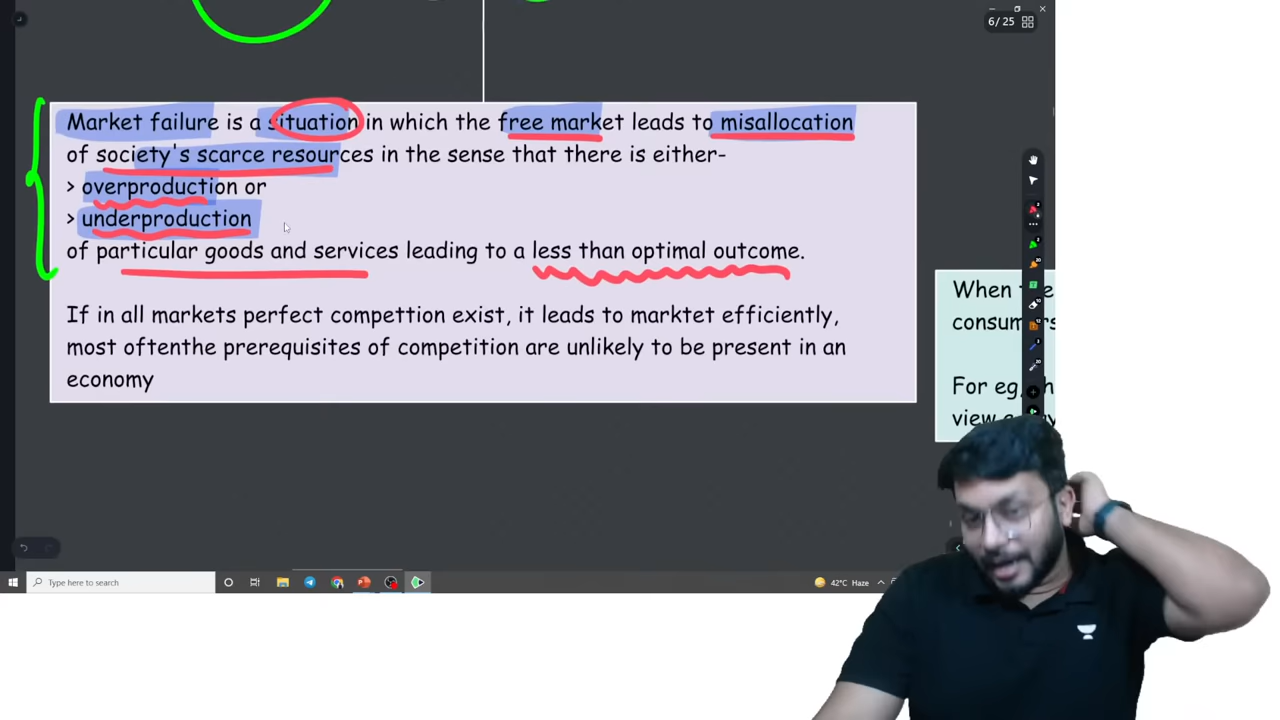 6/25
Market failure is a situation in which the free market leads to misallocation
of society's scarce resources in the sense that there is either-
> overproduction or
> underproduction
of particular goods and services leading to a less than optimal outcome.
If in all markets perfect compettion exist, it leads to marktet efficiently,
most oftenthe prerequisites of competition are unlikely to be present in an
economy
When
consumers
For eg,
view
Type here to search
42°C Haze